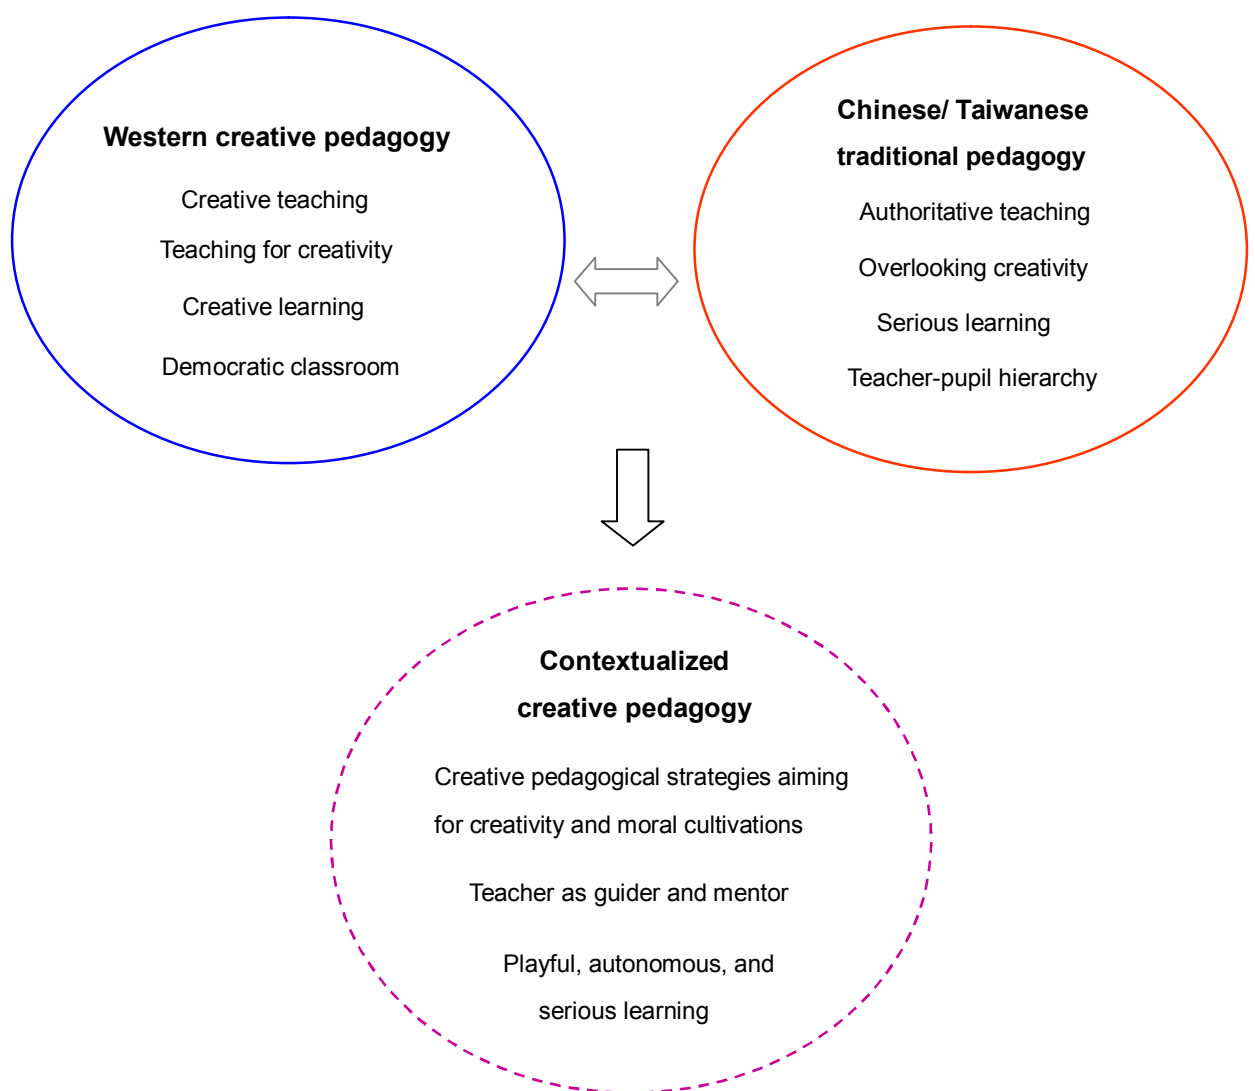 Western creative pedagogy
Creative teaching
Teaching for creativity
Creative learning
Democratic classroom
Chinese/ Taiwanese
traditional pedagogy
Authoritative teaching
Overlooking creativity
Serious learning
Teacher-pupil hierarchy
Contextualized
creative pedagogy
Creative pedagogical strategies aiming
for creativity and moral cultivations
Teacher as guider and mentor
Playful, autonomous, and
serious learning